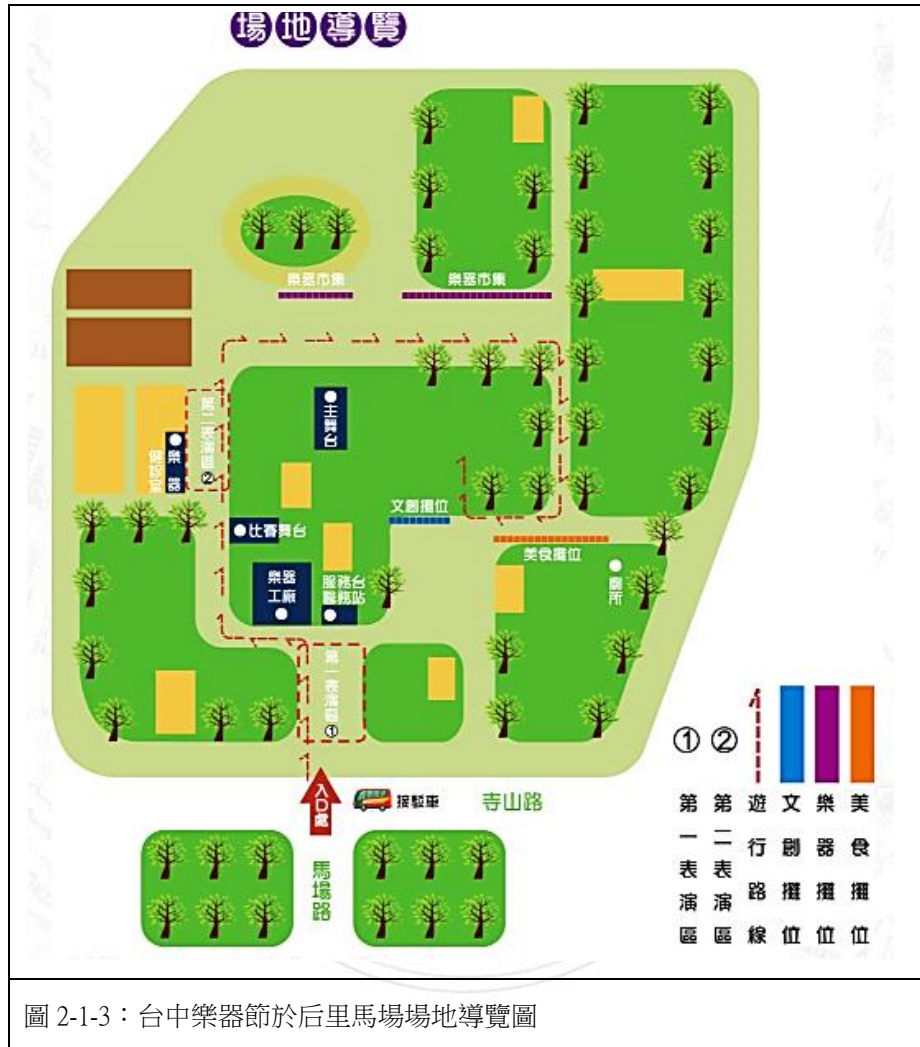 場地導覽
樂器市集
樂器市集
主舞台
第二表演區②
樂器
文創攤位
比賽舞台
美食攤位
樂器
工廠
服務台
醫務站
廁所
第一表演區①
入口處
接駁車
寺山路
馬場路
① 第一表演區
② 第二表演區
遊行路線
文創攤位
樂器攤位
美食攤位
圖 2-1-3：台中樂器節於后里馬場場地導覽圖